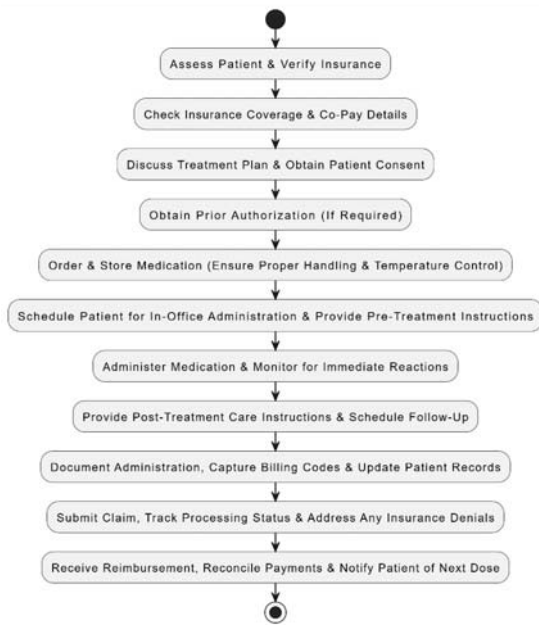 Assess Patient & Verify Insurance
Check Insurance Coverage & Co-Pay Details
Discuss Treatment Plan & Obtain Patient Consent
Obtain Prior Authorization (If Required)
Order & Store Medication (Ensure Proper Handling & Temperature Control)
Schedule Patient for In-Office Administration & Provide Pre-Treatment Instructions
Administer Medication & Monitor for Immediate Reactions
Provide Post-Treatment Care Instructions & Schedule Follow-Up
Document Administration, Capture Billing Codes & Update Patient Records
Submit Claim, Track Processing Status & Address Any Insurance Denials
Receive Reimbursement, Reconcile Payments & Notify Patient of Next Dose